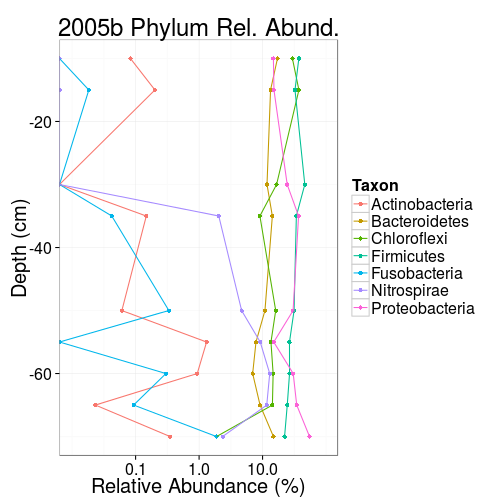 2005b Phylum Rel. Abund.
-20
-40
-60
Depth (cm)
0.1 1.0 10.0
Relative Abundance (%)
Taxon
Actinobacteria
Bacteroidetes
Chloroflexi
Firmicutes
Fusobacteria
Nitrospirae
Proteobacteria